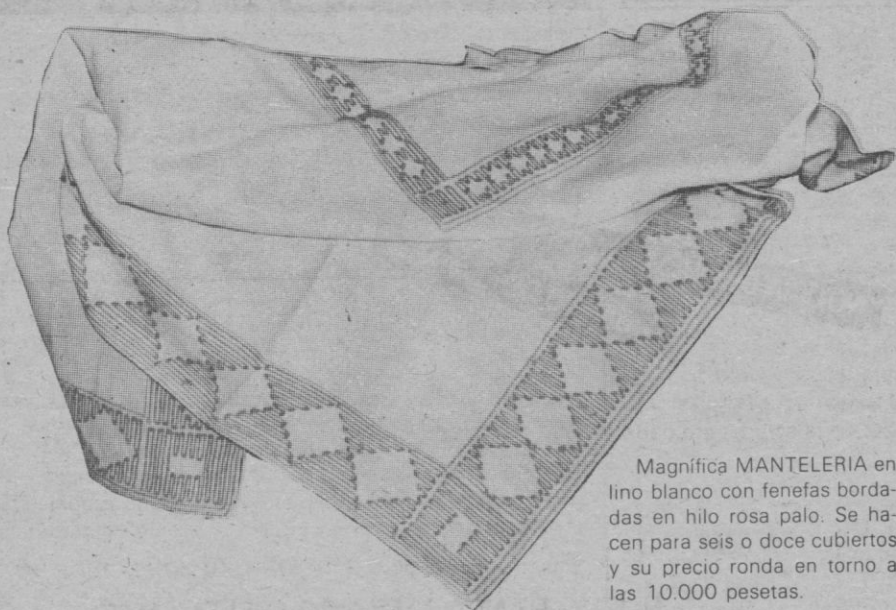 Magnífica MANTELERIA en
lino blanco con fenefas borda-
das en hilo rosa palo. Se ha-
cen para seis o doce cubiertos
y su precio ronda en torno a
las 10.000 pesetas.